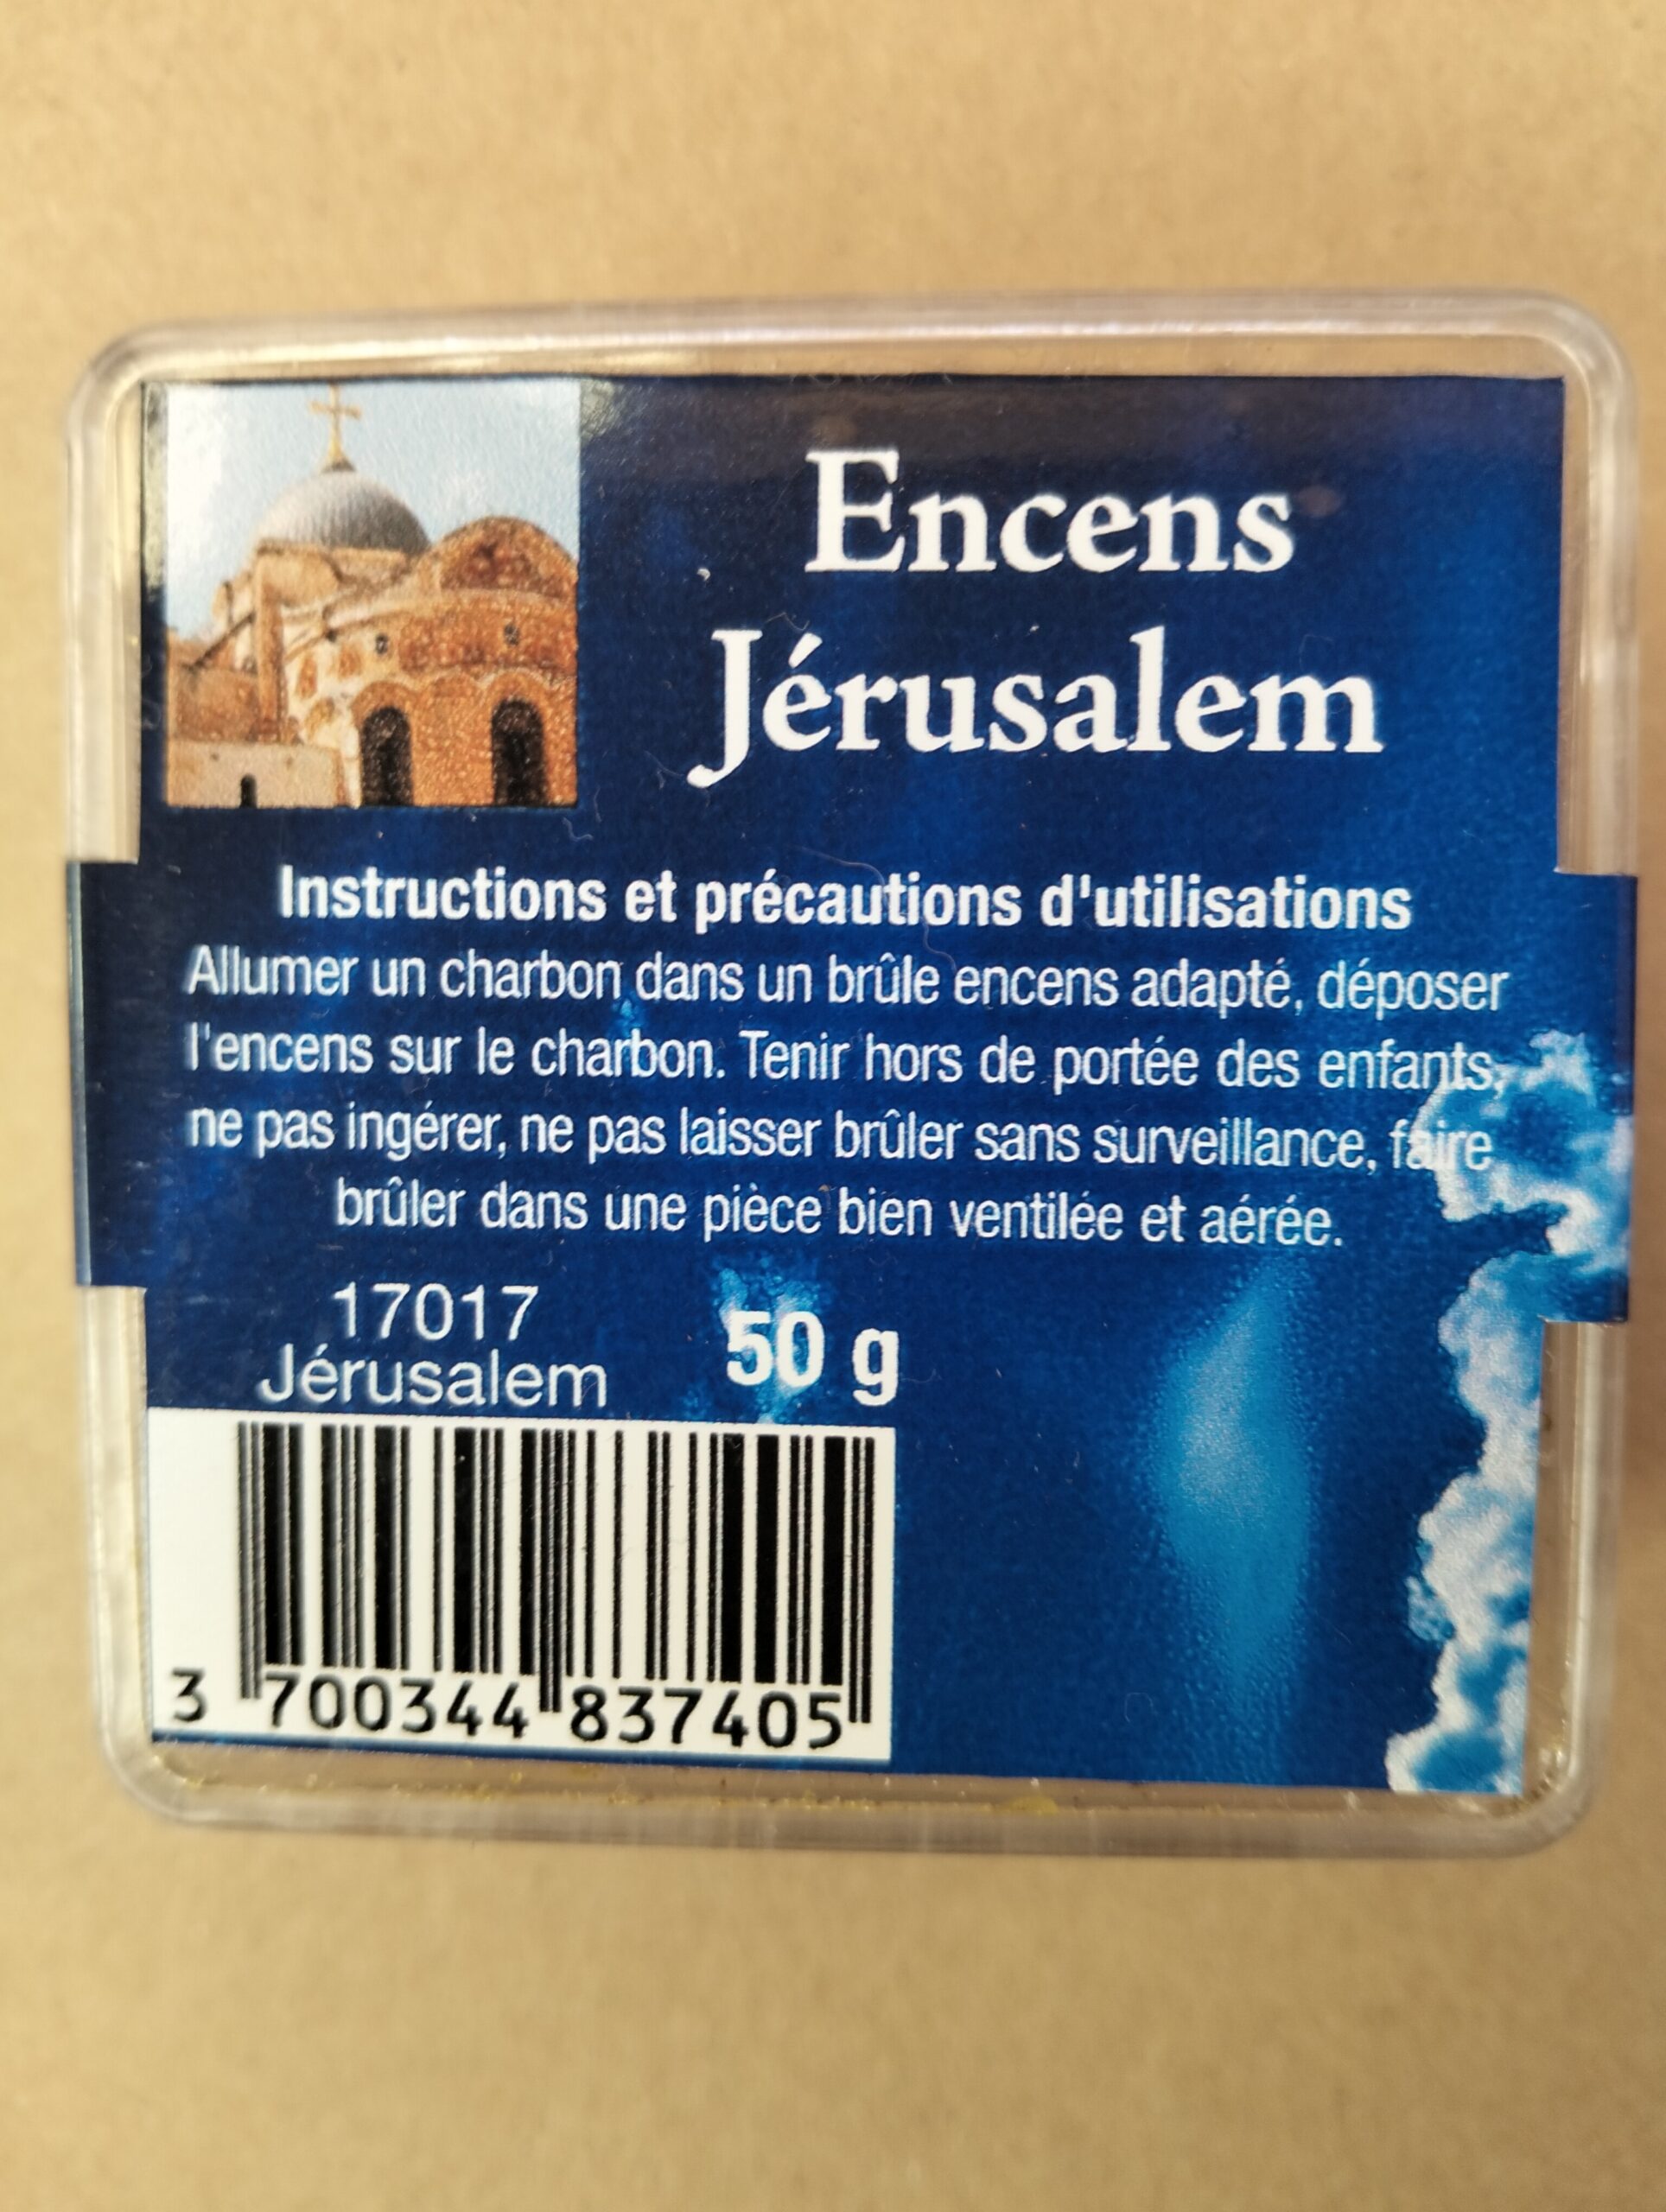 Encens
Jérusalem
Instructions et précautions d'utilisations
Allumer un charbon dans un brûle encens adapté, déposer
l'encens sur le charbon. Tenir hors de portée des enfants,
ne pas ingérer, ne pas laisser brûler sans surveillance, faire
brûler dans une pièce bien ventilée et aérée.
17017
Jérusalem
50 g
3 700344 837405